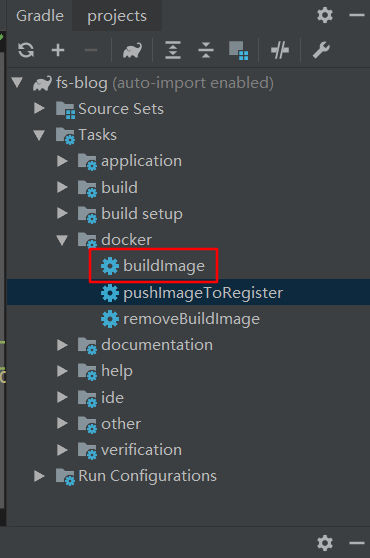 Gradle projects
fs-blog (auto-import enabled)
Source Sets
Tasks
application
build
build setup
docker
buildImage
pushImageToRegister
removeBuildImage
documentation
help
ide
other
verification
Run Configurations